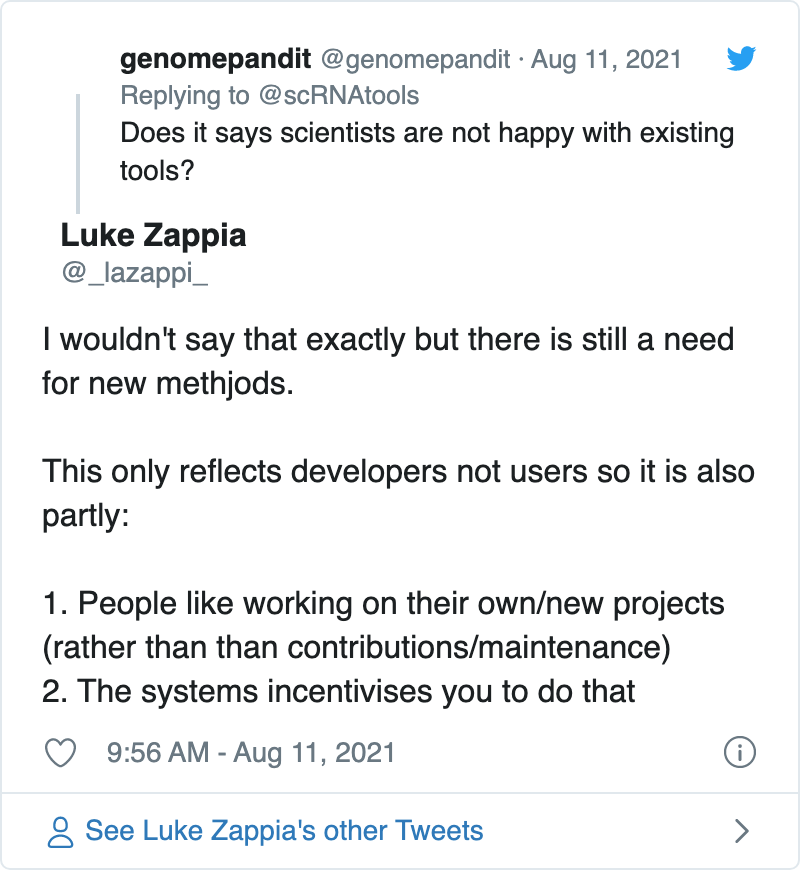 genomepandit @genomepandit · Aug 11, 2021
Replying to @scRNAtools
Does it says scientists are not happy with existing
tools?
Luke Zappia
@_lazappi_
I wouldn't say that exactly but there is still a need
for new methjods.
This only reflects developers not users so it is also
partly:
1. People like working on their own/new projects
(rather than than contributions/maintenance)
2. The systems incentivises you to do that
9:56 AM - Aug 11, 2021
See Luke Zappia's other Tweets